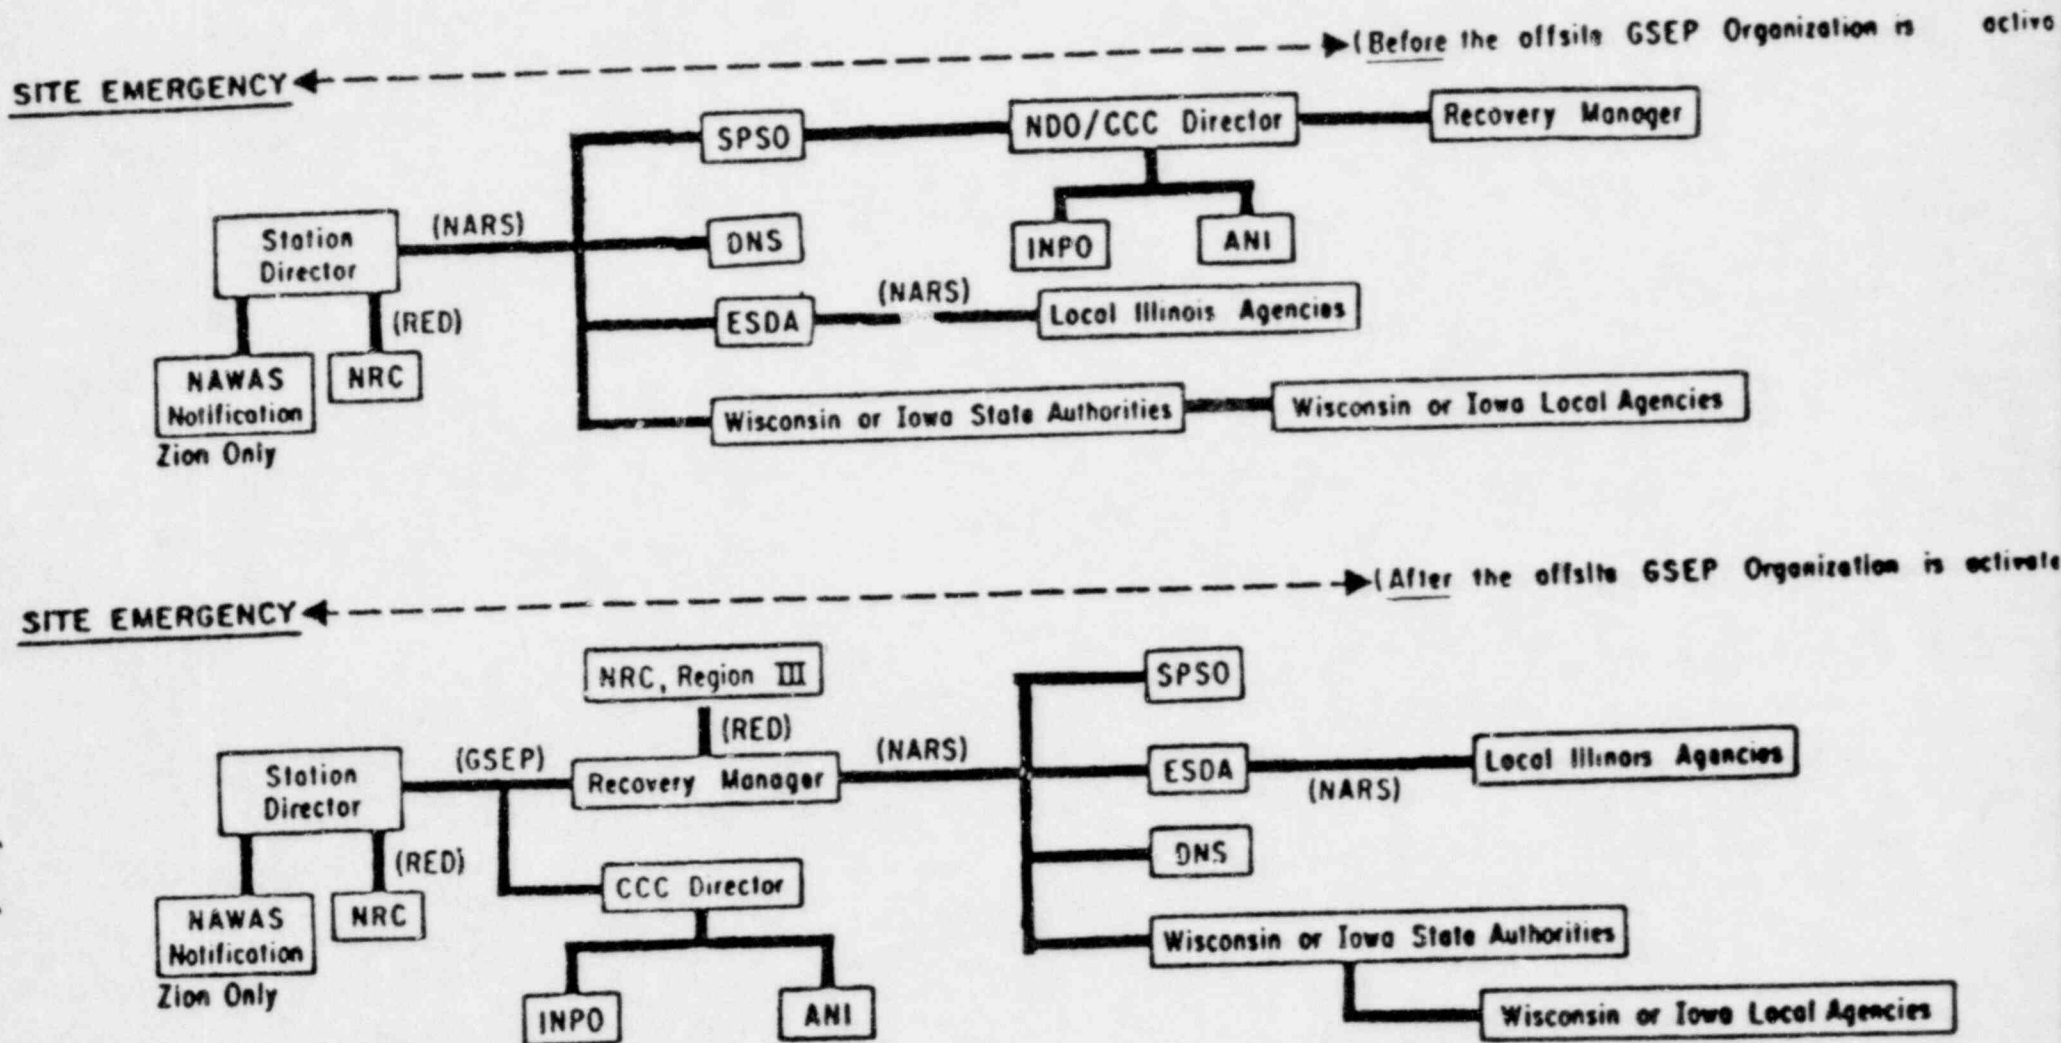 SITE EMERGENCY
(Before the offsite GSEP Organization is
SPSO
NDO/CCC Director
Recovery Manager
Station
Director
(NARS)
DNS
INPO
ANI
(RED)
ESDA
(NARS)
Local Illinois Agencies
NAWAS
Notification
NRC
Zion Only
Wisconsin or Iowa State Authorities
Wisconsin or Iowa Local Agencies
SITE EMERGENCY
(After the offsite GSEP Organization is
NRC, Region III
(RED)
SPSO
Station
Director
(GSEP)
Recovery Manager
(NARS)
ESDA
(NARS)
Local Illinois Agencies
(RED)
CCC Director
DNS
NAWAS
Notification
NRC
Zion Only
INPO
ANI
Wisconsin or Iowa State Authorities
Wisconsin or Iowa Local Agencies